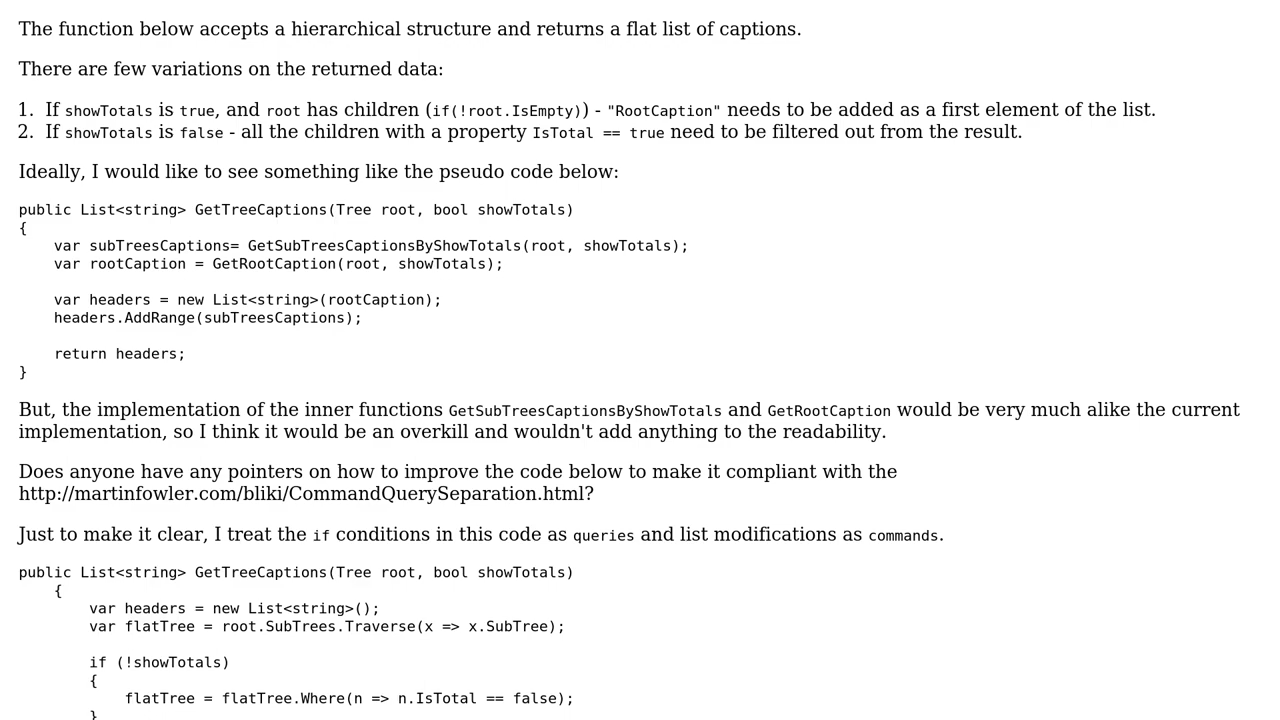 The function below accepts a hierarchical structure and returns a flat list of captions.
There are few variations on the returned data:
1. If showTotals is true, and root has children (if(!root.IsEmpty)) - "RootCaption" needs to be added as a first element of the list.
2. If showTotals is false - all the children with a property IsTotal == true need to be filtered out from the result.
Ideally, I would like to see something like the pseudo code below:
public List<string> GetTreeCaptions(Tree root, bool showTotals)
{
    var subTreesCaptions= GetSubTreesCaptionsByShowTotals(root, showTotals);
    var rootCaption = GetRootCaption(root, showTotals);
    var headers = new List<string>(rootCaption);
    headers.AddRange(subTreesCaptions);
    return headers;
}
But, the implementation of the inner functions GetSubTreesCaptionsByShowTotals and GetRootCaption would be very much alike the current
implementation, so I think it would be an overkill and wouldn't add anything to the readability.
Does anyone have any pointers on how to improve the code below to make it compliant with the
http://martinfowler.com/bliki/CommandQuerySeparation.html?
Just to make it clear, I treat the if conditions in this code as queries and list modifications as commands.
public List<string> GetTreeCaptions(Tree root, bool showTotals)
    {
        var headers = new List<string>();
        var flatTree = root.SubTrees.Traverse(x => x.SubTree);
        if (!showTotals)
        {
            flatTree = flatTree.Where(n => n.IsTotal == false);
        }